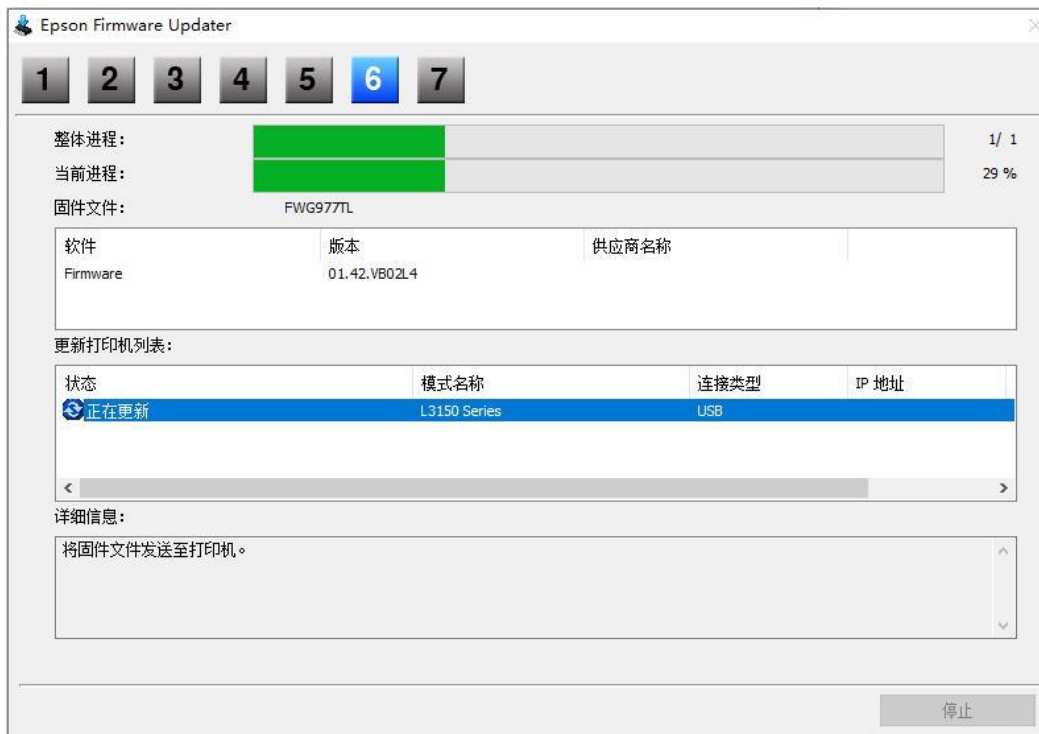 Epson Firmware Updater
1 2 3 4 5 6 7
整体进程: 1/ 1
当前进程: 29 %
固件文件: FWG977TL
软件 版本 供应商名称
Firmware 01.42.VB02L4
更新打印机列表:
状态 模式名称 连接类型 IP 地址
正在更新 L3150 Series USB
详细信息:
将固件文件发送至打印机。
停止